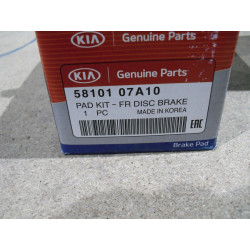 KIA Genuine Parts
KIA Genuine Parts
58101 07A10
PAD KIT - FR DISC BRAKE
1 PC MADE IN KOREA
EAC
Brake Pad